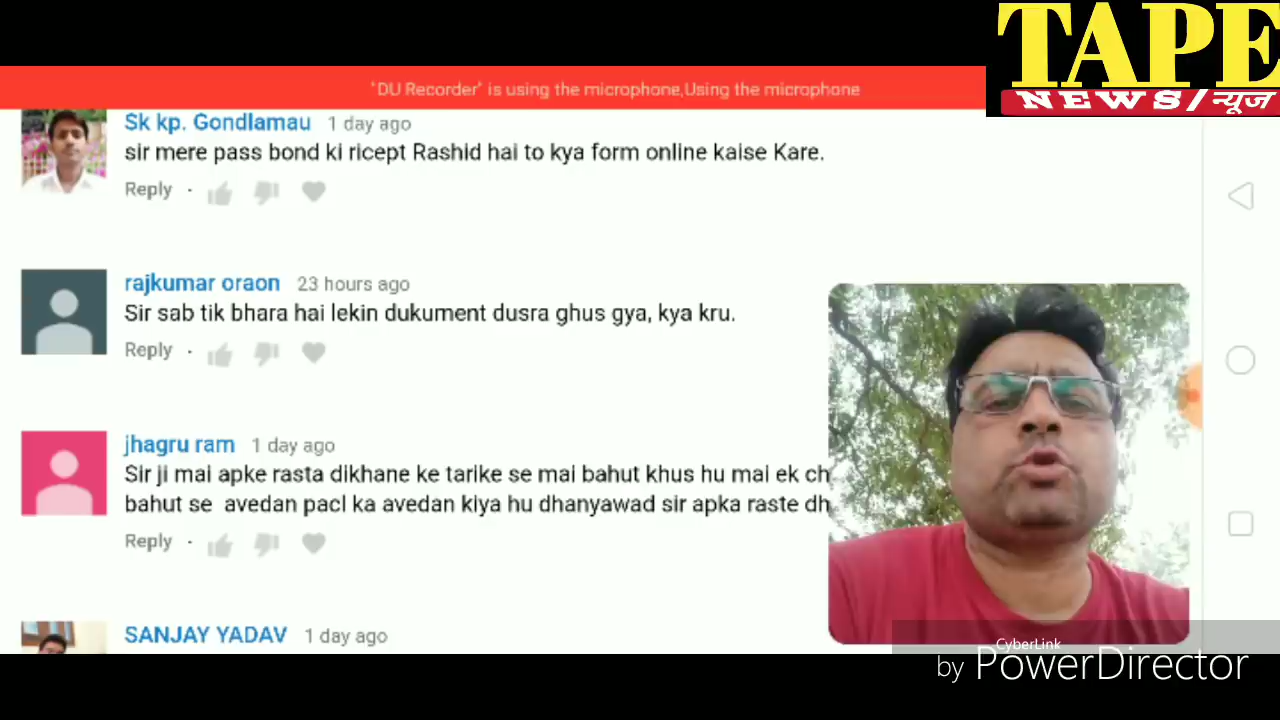 TAPE
NEWS/न्यूज
"DU Recorder" is using the microphone,Using the microphone
Sk kp. Gondlamau 1 day ago
sir mere pass bond ki ricept Rashid hai to kya form online kaise Kare.
Reply ·
rajkumar oraon 23 hours ago
Sir sab tik bhara hai lekin dukument dusra ghus gya, kya kru.
Reply ·
jhagru ram 1 day ago
Sir ji mai apke rasta dikhane ke tarike se mai bahut khus hu mai ek ch
bahut se avedan pacl ka avedan kiya hu dhanyawad sir apka raste dh
Reply ·
SANJAY YADAV 1 day ago
CyberLink
by PowerDirector